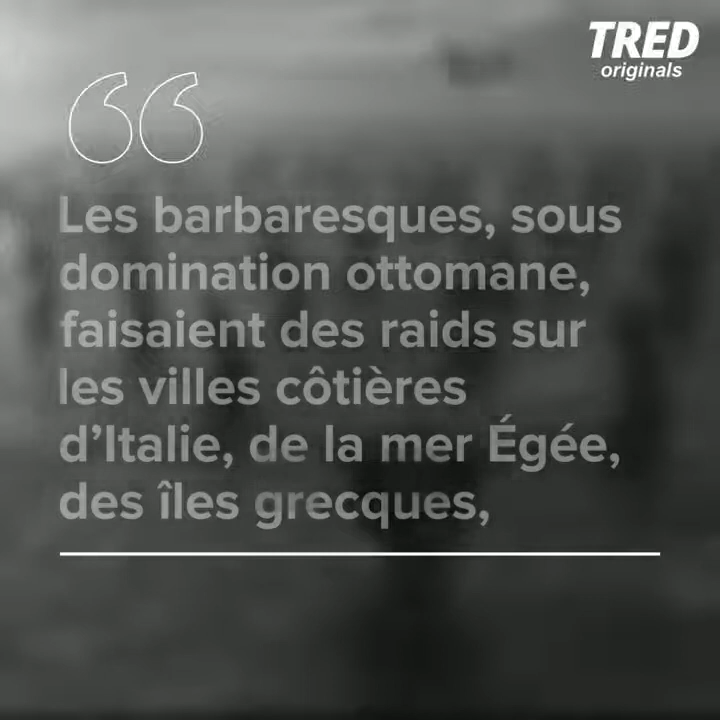 TRED
originals
Les barbaresques, sous
domination ottomane,
faisaient des raids sur
les villes côtières
d’Italie, de la mer Égée,
des îles grecques,